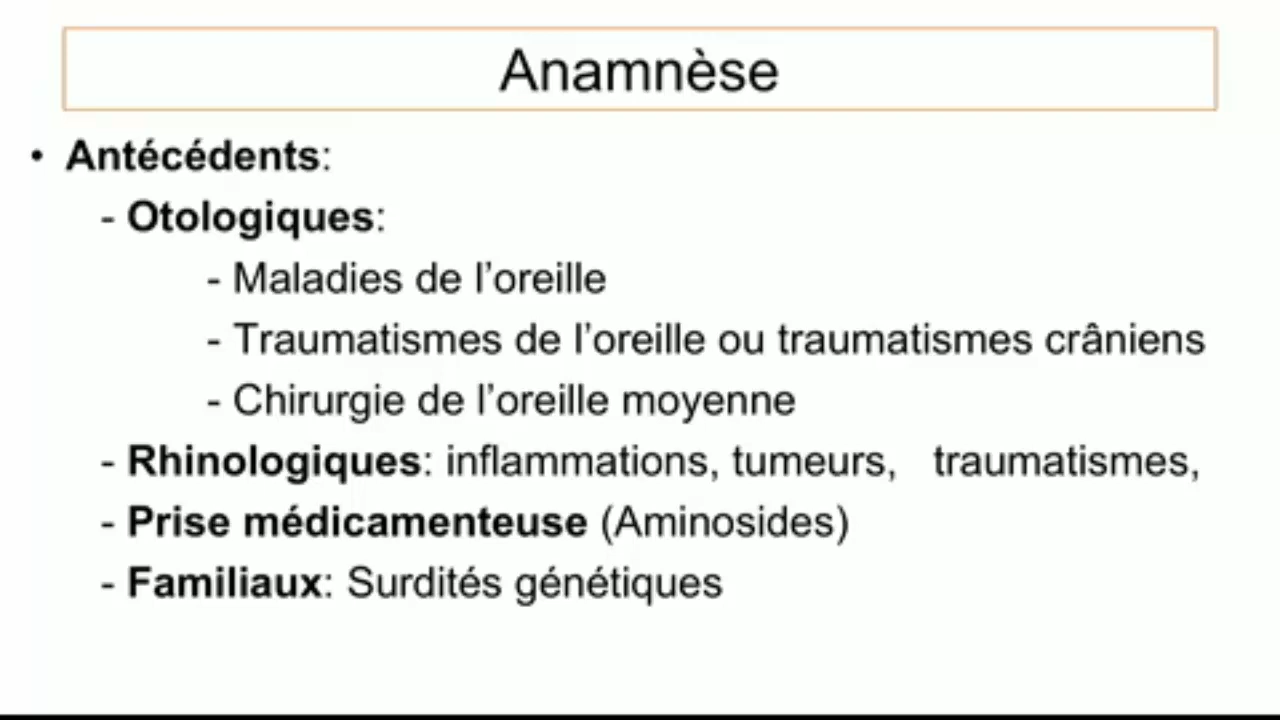 Anamnèse
• Antécédents:
- Otologiques:
- Maladies de l’oreille
- Traumatismes de l’oreille ou traumatismes crâniens
- Chirurgie de l’oreille moyenne
- Rhinologiques: inflammations, tumeurs, traumatismes,
- Prise médicamenteuse (Aminosides)
- Familiaux: Surdités génétiques